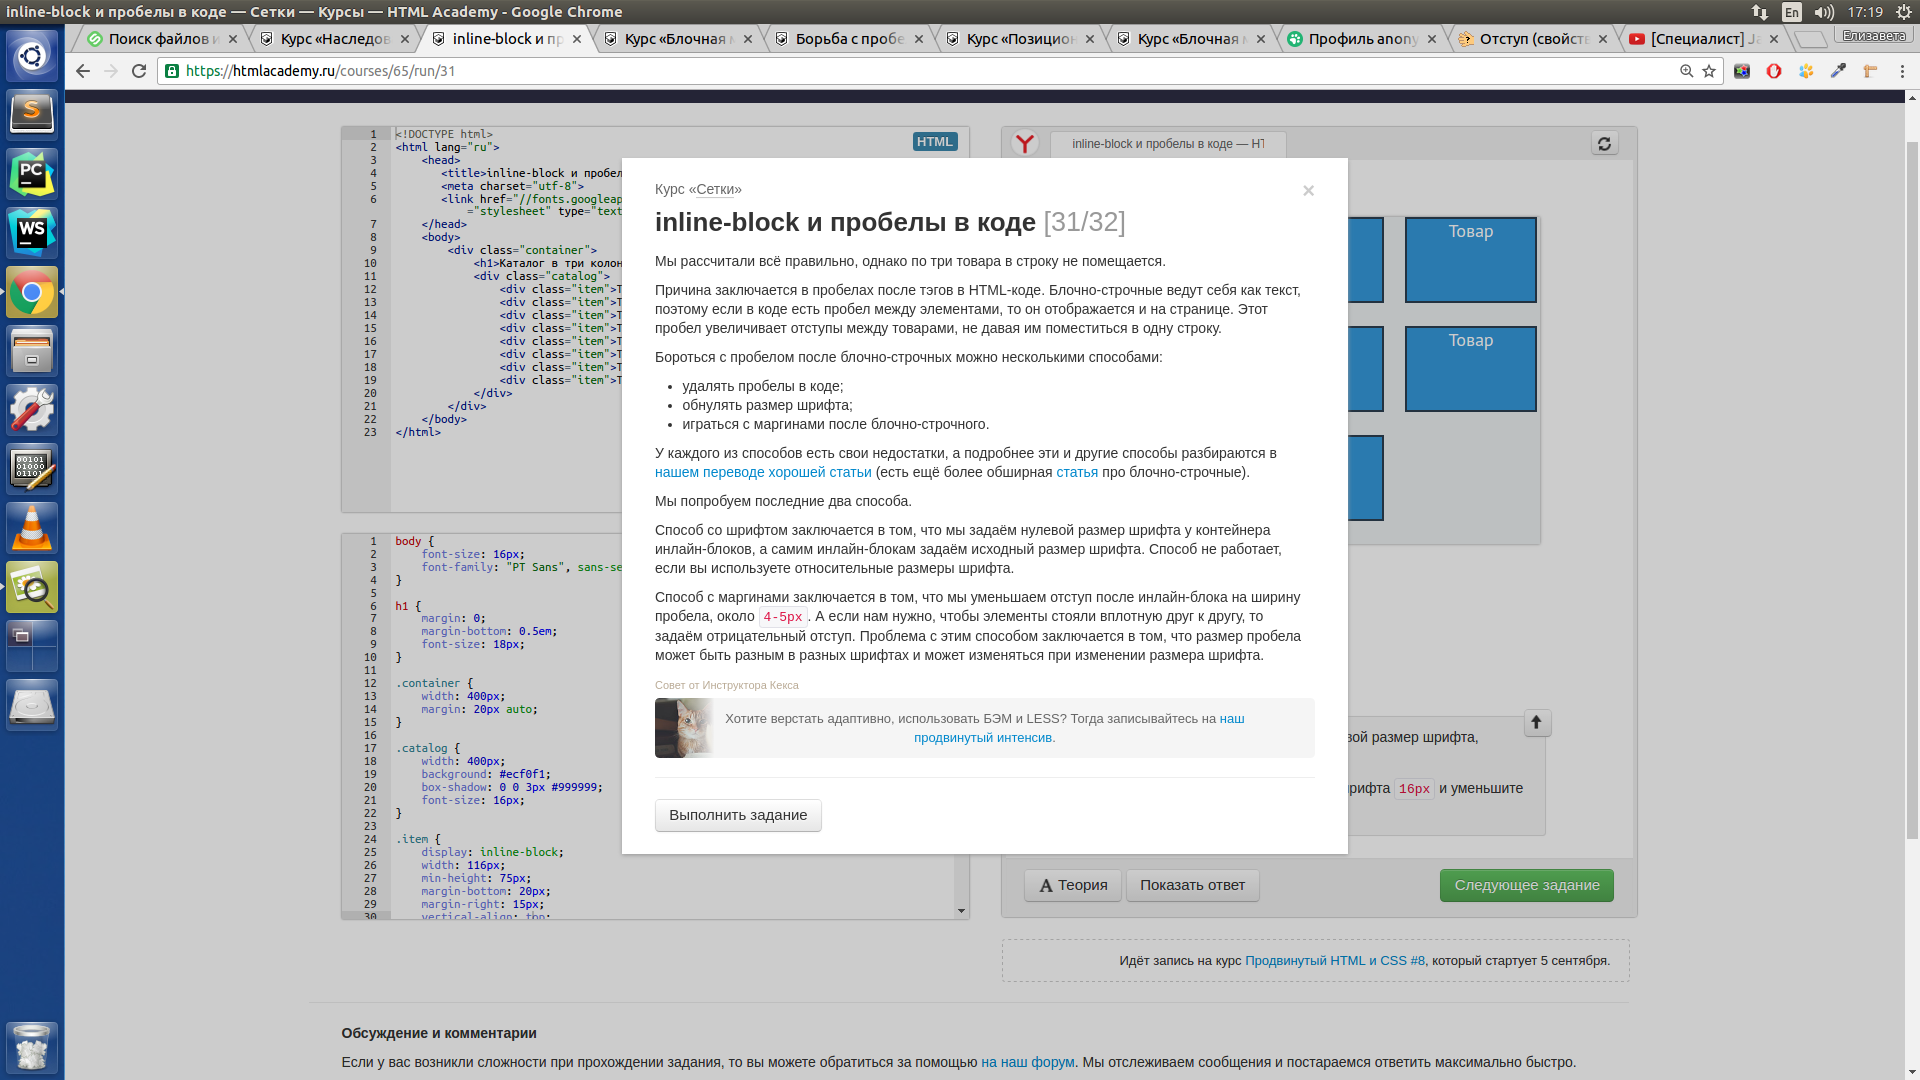 inline-block и пробелы в коде — Сетки — Курсы — HTML Academy - Google Chrome
En
17:19
Поиск файлов и
Курс «Наследов
inline-block и пр
Курс «Блочная м
Борьба с пробе
Курс «Позицион
Курс «Блочная м
Профиль anony
Отступ (свойств
[Специалист] Ja
Елизавета
https://htmlacademy.ru/courses/65/run/31
HTML
1 <!DOCTYPE html>
2 <html lang="ru">
3 <head>
4 <title>inline-block и пробел
5 <meta charset="utf-8">
6 <link href="//fonts.googleap
="stylesheet" type="text
7 </head>
8 <body>
9 <div class="container">
10 <h1>Каталог в три колон
11 <div class="catalog">
12 <div class="item">Т
13 <div class="item">Т
14 <div class="item">Т
15 <div class="item">Т
16 <div class="item">Т
17 <div class="item">Т
18 <div class="item">Т
19 <div class="item">Т
20 </div>
21 </div>
22 </body>
23 </html>
1 body {
2 font-size: 16px;
3 font-family: "PT Sans", sans-se
4 }
5
6 h1 {
7 margin: 0;
8 margin-bottom: 0.5em;
9 font-size: 18px;
10 }
11
12 .container {
13 width: 400px;
14 margin: 20px auto;
15 }
16
17 .catalog {
18 width: 400px;
19 background: #ecf0f1;
20 box-shadow: 0 0 3px #999999;
21 font-size: 16px;
22 }
23
24 .item {
25 display: inline-block;
26 width: 116px;
27 min-height: 75px;
28 margin-bottom: 20px;
29 margin-right: 15px;
30 vertical-align: top;
Курс «Сетки»
×
inline-block и пробелы в коде [31/32]
Мы рассчитали всё правильно, однако по три товара в строку не помещается.
Причина заключается в пробелах после тэгов в HTML-коде. Блочно-строчные ведут себя как текст,
поэтому если в коде есть пробел между элементами, то он отображается и на странице. Этот
пробел увеличивает отступы между товарами, не давая им поместиться в одну строку.
Бороться с пробелом после блочно-строчных можно несколькими способами:
• удалять пробелы в коде;
• обнулять размер шрифта;
• играться с маргинами после блочно-строчного.
У каждого из способов есть свои недостатки, а подробнее эти и другие способы разбираются в
нашем переводе хорошей статьи (есть ещё более обширная статья про блочно-строчные).
Мы попробуем последние два способа.
Способ со шрифтом заключается в том, что мы задаём нулевой размер шрифта у контейнера
инлайн-блоков, а самим инлайн-блокам задаём исходный размер шрифта. Способ не работает,
если вы используете относительные размеры шрифта.
Способ с маргинами заключается в том, что мы уменьшаем отступ после инлайн-блока на ширину
пробела, около 4-5px. А если нам нужно, чтобы элементы стояли вплотную друг к другу, то
задаём отрицательный отступ. Проблема с этим способом заключается в том, что размер пробела
может быть разным в разных шрифтах и может изменяться при изменении размера шрифта.
Совет от Инструктора Кекса
Хотите верстать адаптивно, использовать БЭМ и LESS? Тогда записывайтесь на наш
продвинутый интенсив.
Выполнить задание
inline-block и пробелы в коде — HT
Товар
Товар
вой размер шрифта,
рифта 16px и уменьшите
A Теория
Показать ответ
Следующее задание
Идёт запись на курс Продвинутый HTML и CSS #8, который стартует 5 сентября.
Обсуждение и комментарии
Если у вас возникли сложности при прохождении задания, то вы можете обратиться за помощью на наш форум. Мы отслеживаем сообщения и постараемся ответить максимально быстро.